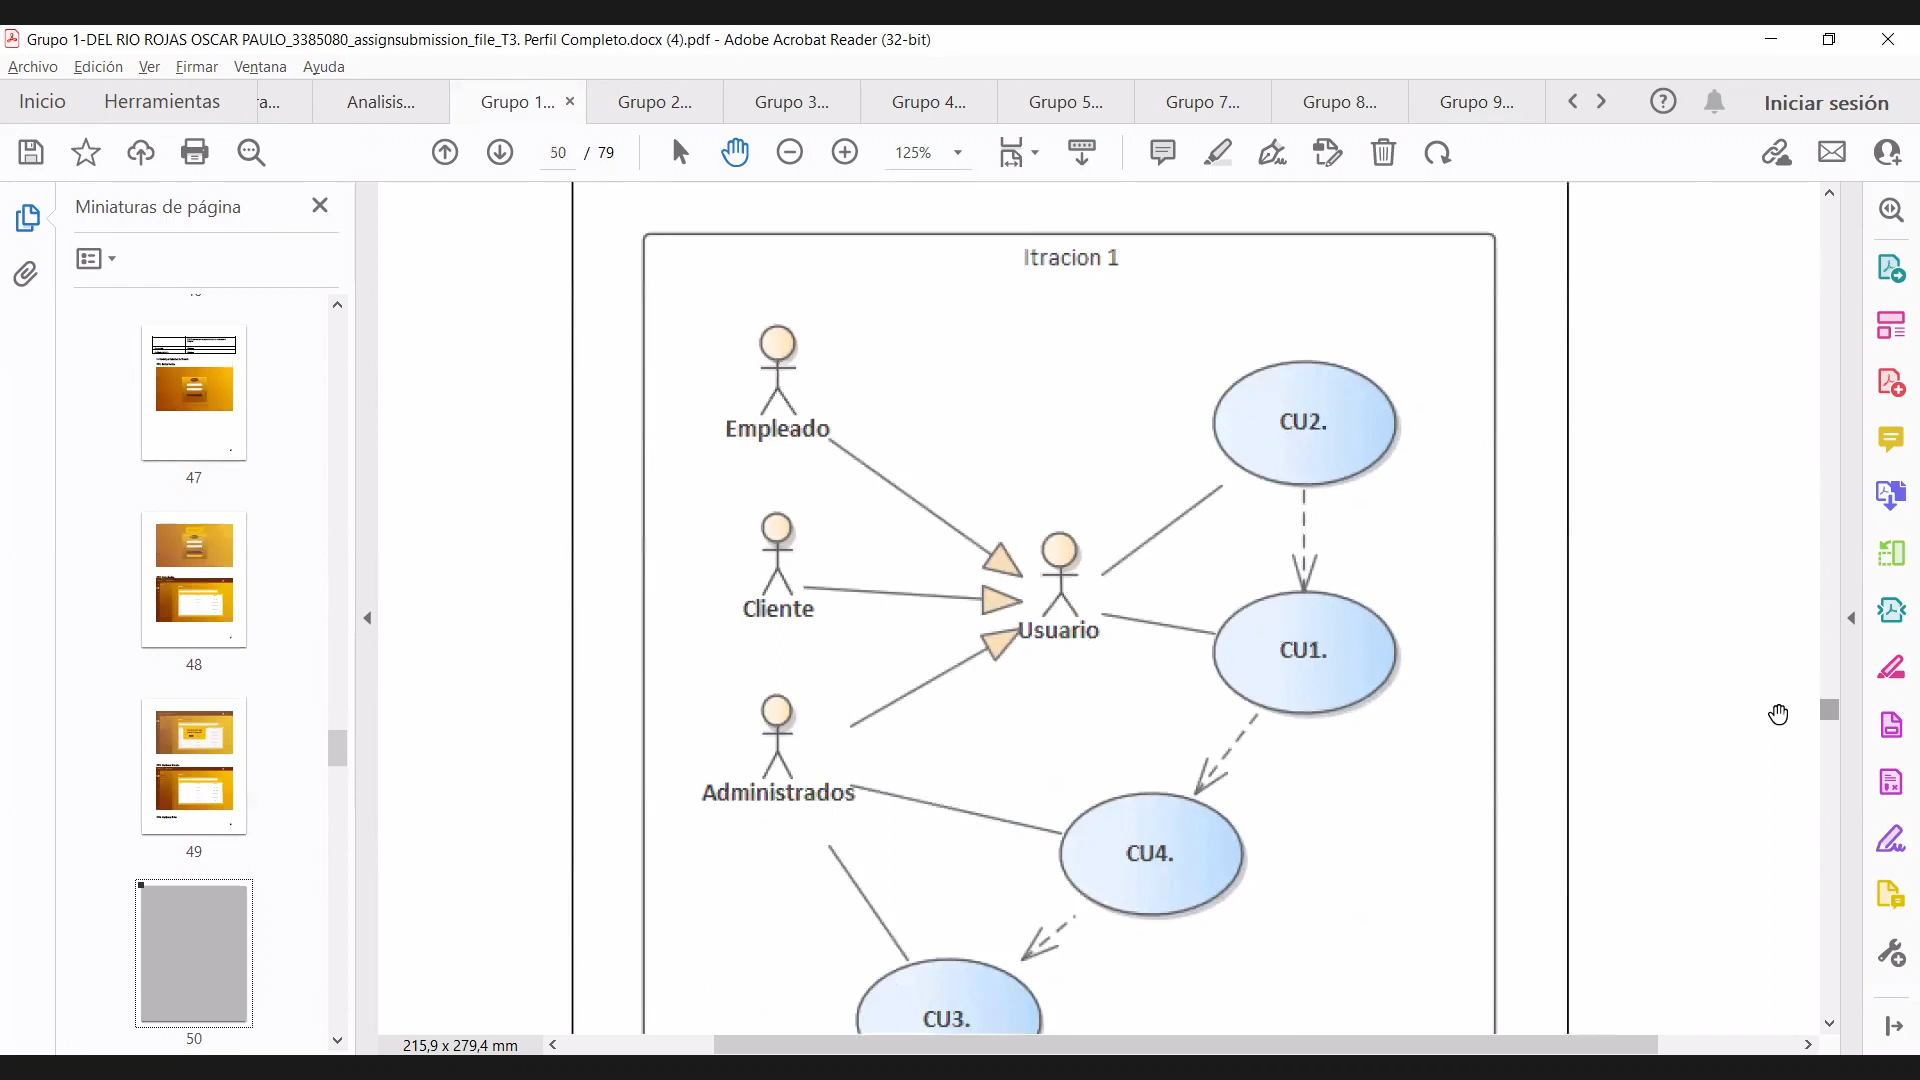 Grupo 1-DEL RIO ROJAS OSCAR PAULO_3385080_assignsubmission_file_T3. Perfil Completo.docx (4).pdf - Adobe Acrobat Reader (32-bit)
Archivo Edición Ver Firmar Ventana Ayuda
Inicio Herramientas ra... Analisis... Grupo 1... Grupo 2... Grupo 3... Grupo 4... Grupo 5... Grupo 7... Grupo 8... Grupo 9... Iniciar sesión
50 / 79 125%
Miniaturas de página
47
48
49
50
Itracion 1
Empleado
CU2.
Cliente
Usuario
CU1.
Administrados
CU4.
CU3.
215,9 x 279,4 mm